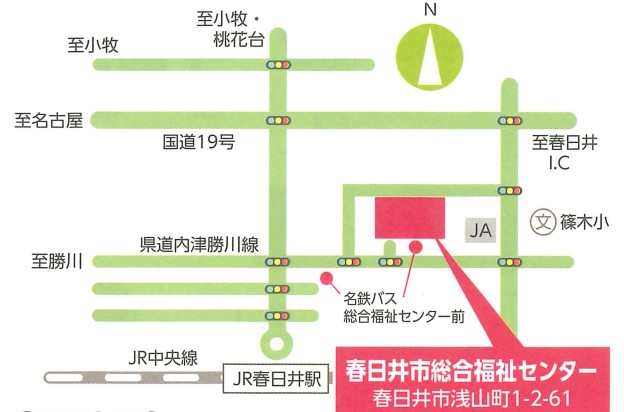 N
至小牧・
桃花台
至小牧
至名古屋
国道19号
至春日井
I.C
文
篠木小
JA
県道内津勝川線
至勝川
名鉄バス
総合福祉センター前
JR中央線
JR春日井駅
春日井市総合福祉センター
春日井市浅山町1-2-61